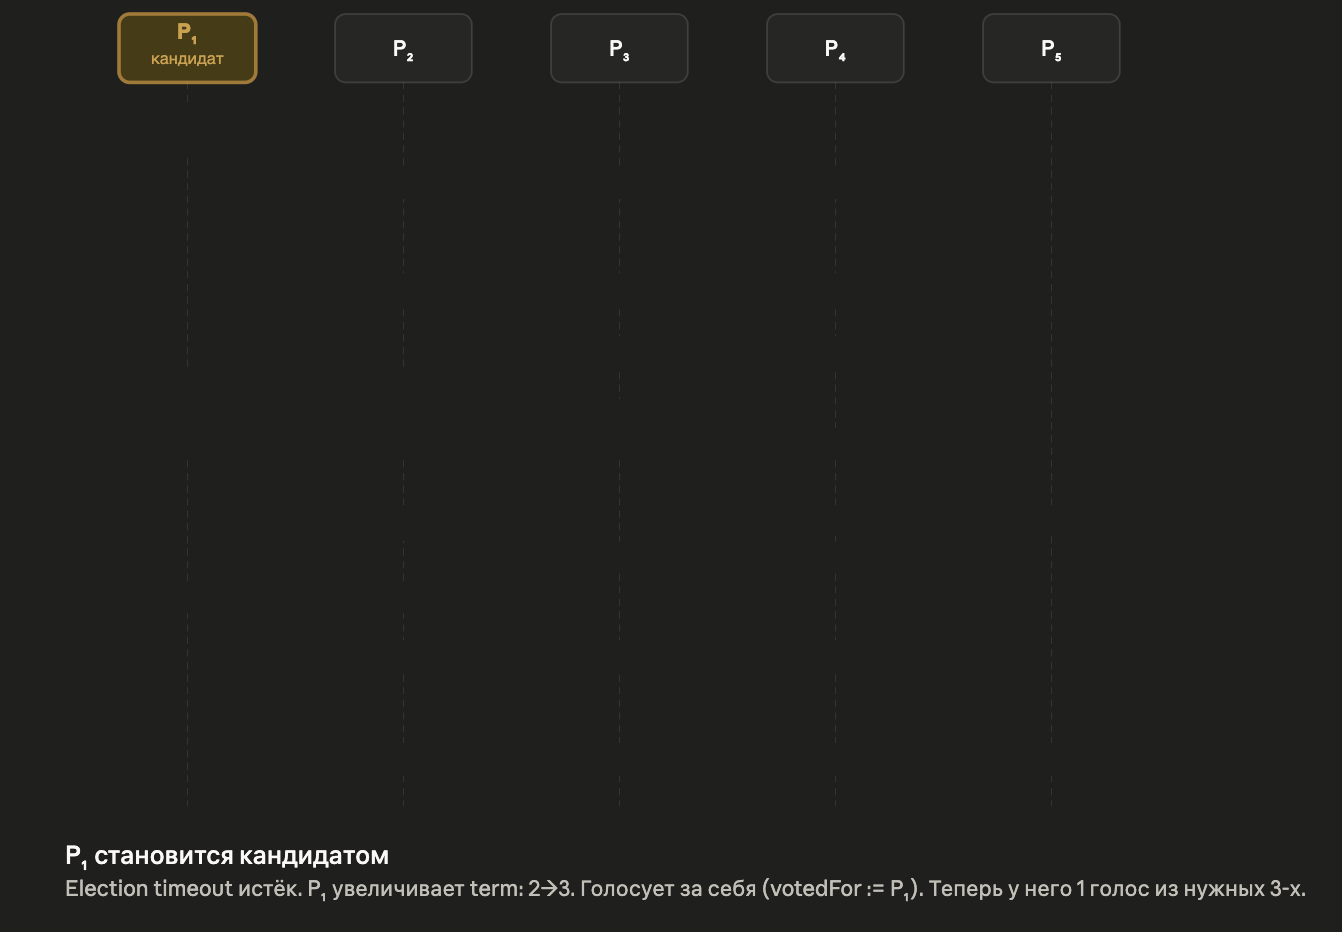 P₁
кандидат
P₂
P₃
P₄
P₅
P₁ становится кандидатом
Election timeout истёк. P₁ увеличивает term: 2→3. Голосует за себя (votedFor := P₁). Теперь у него 1 голос из нужных 3-х.